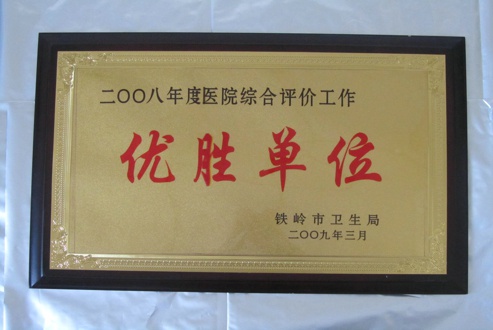 二〇〇八年度医院综合评价工作
优胜单位
铁岭市卫生局
二〇〇九年三月